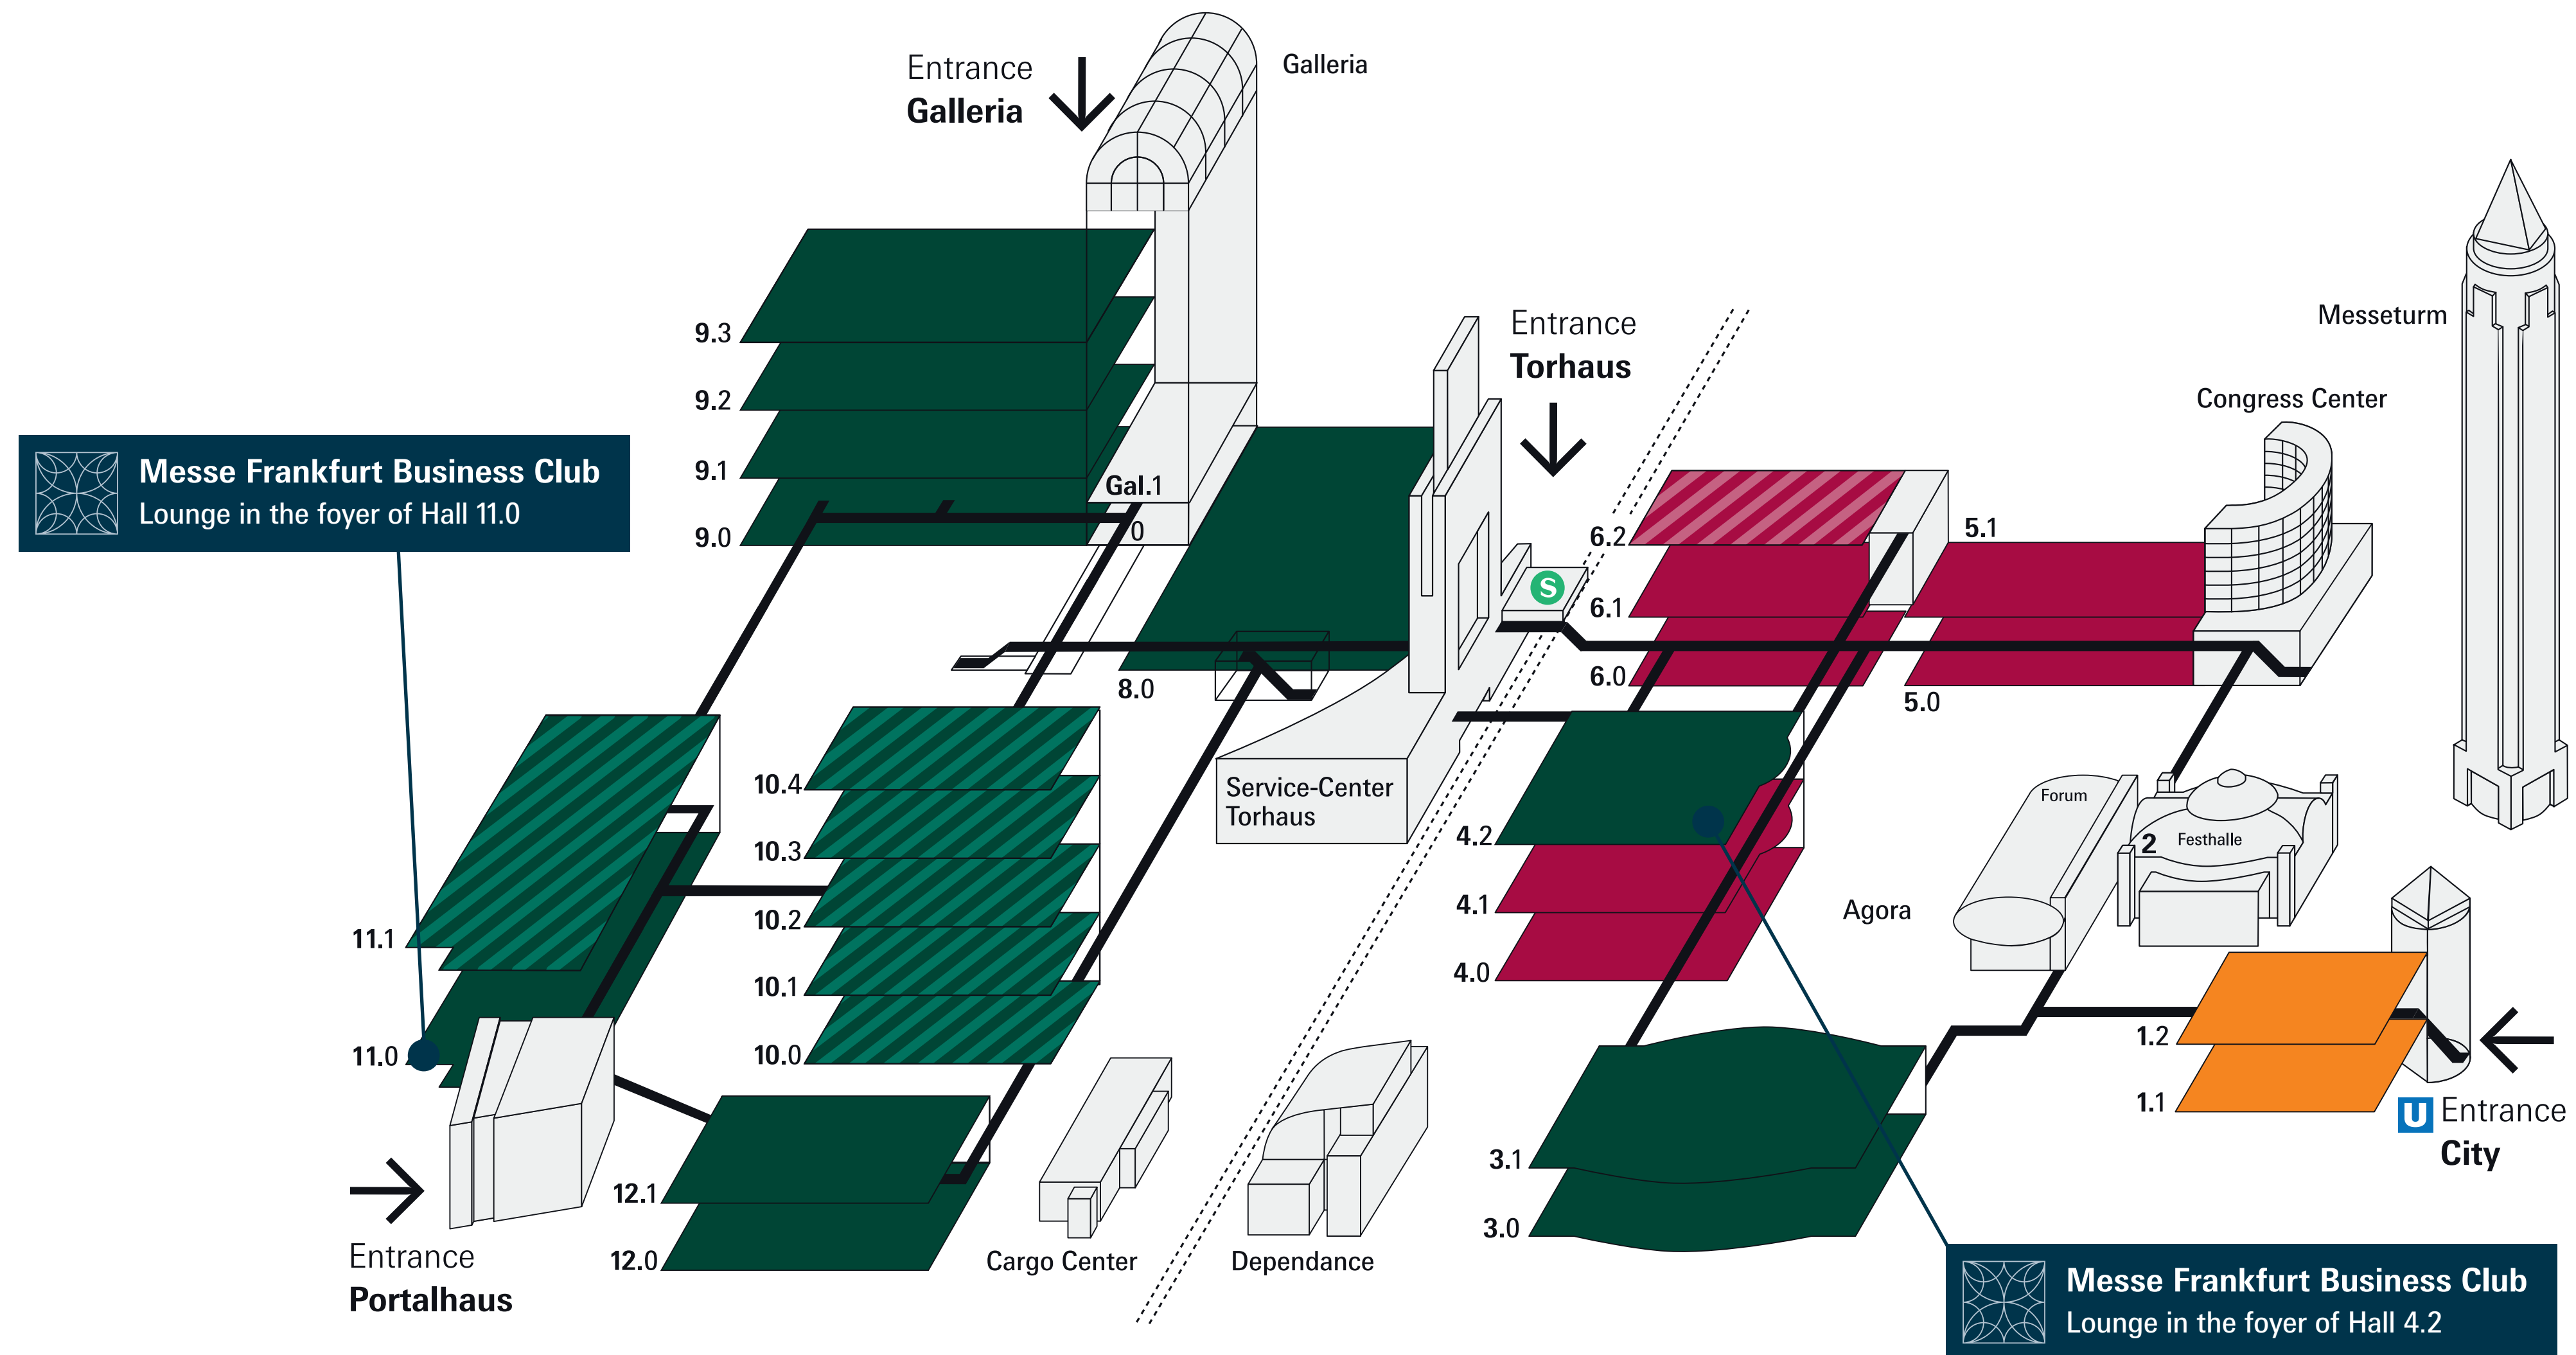 Entrance
Galleria
Galleria
Messeturm
Entrance
Torhaus
Congress Center
9.3
9.2
9.1
9.0
Gal.1
0
Messe Frankfurt Business Club
Lounge in the foyer of Hall 11.0
S
6.2
6.1
6.0
5.1
5.0
8.0
Service-Center
Torhaus
10.4
10.3
10.2
10.1
10.0
11.1
11.0
4.2
4.1
4.0
Forum
2
Festhalle
Agora
1.2
1.1
U
Entrance
City
3.1
3.0
12.1
12.0
Cargo Center
Dependance
Entrance
Portalhaus
Messe Frankfurt Business Club
Lounge in the foyer of Hall 4.2